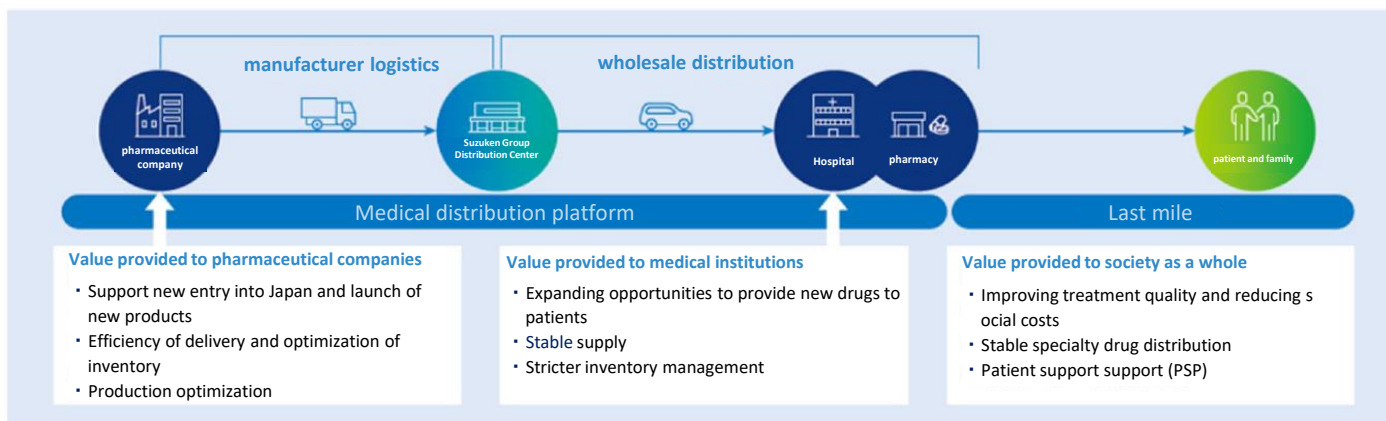 manufacturer logistics
wholesale distribution
pharmaceutical
company
Suzuken Group
Distribution Center
Hospital
pharmacy
patient and family
Medical distribution platform
Last mile
Value provided to pharmaceutical companies
・ Support new entry into Japan and launch of
new products
・ Efficiency of delivery and optimization of
inventory
・ Production optimization
Value provided to medical institutions
・ Expanding opportunities to provide new drugs to
patients
・ Stable supply
・ Stricter inventory management
Value provided to society as a whole
・ Improving treatment quality and reducing s
ocial costs
・ Stable specialty drug distribution
・ Patient support support (PSP)